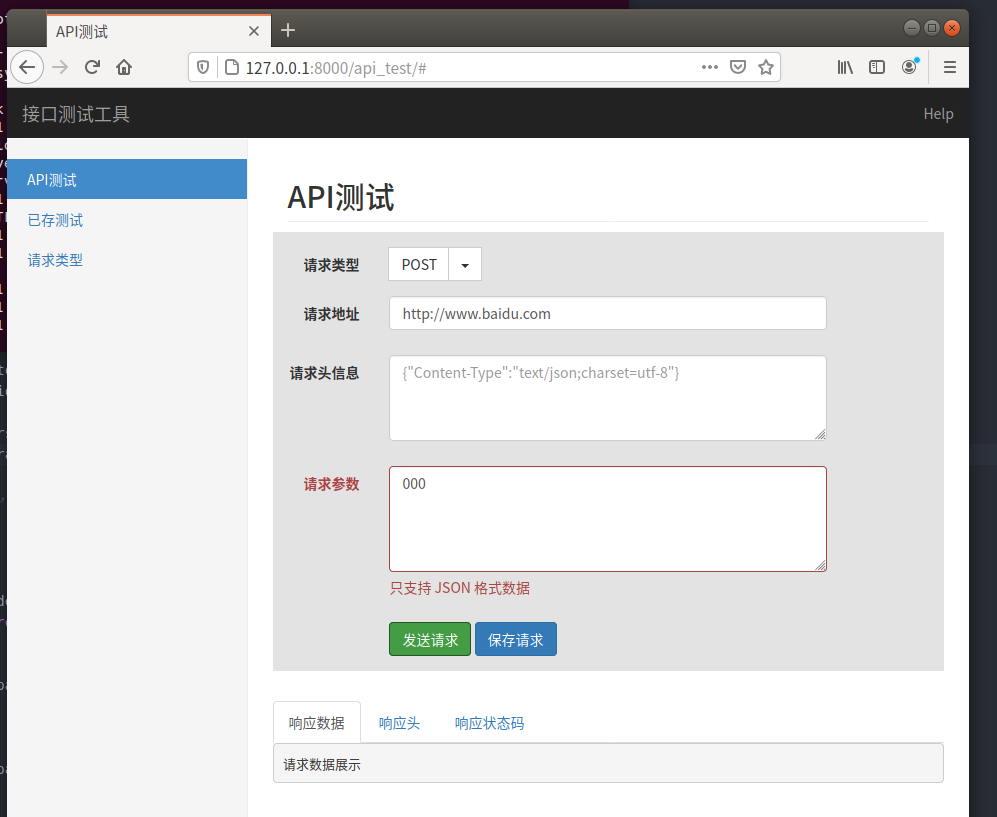 API测试
127.0.0.1:8000/api_test/#
接口测试工具
Help
API测试
已存测试
请求类型
API测试
请求类型 POST
请求地址 http://www.baidu.com
请求头信息 {"Content-Type":"text/json;charset=utf-8"}
请求参数 000
只支持 JSON 格式数据
发送请求 保存请求
响应数据 响应头 响应状态码
请求数据展示